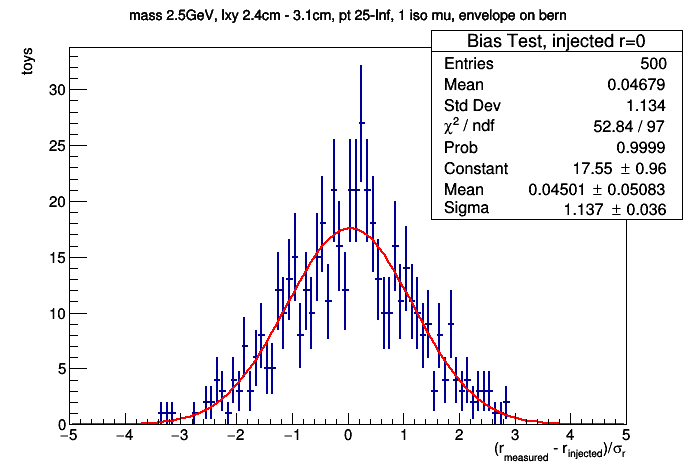 mass 2.5GeV, lxy 2.4cm - 3.1cm, pt 25-Inf, 1 iso mu, envelope on bern
Bias Test, injected r=0
Entries 500
Mean 0.04679
Std Dev 1.134
χ² / ndf 52.84 / 97
Prob 0.9999
Constant 17.55 ± 0.96
Mean 0.04501 ± 0.05083
Sigma 1.137 ± 0.036
toys
30
25
20
15
10
5
0
−5 −4 −3 −2 −1 0 1 2 3 4 5
(r_measured - r_injected)/σ_r